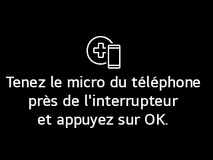 Tenez le micro du téléphone
près de l'interrupteur
et appuyez sur OK.